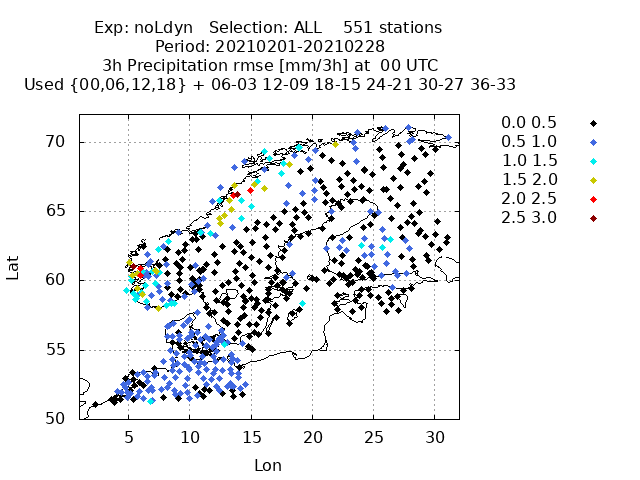 Exp: noLdyn Selection: ALL 551 stations
Period: 20210201-20210228
3h Precipitation rmse [mm/3h] at 00 UTC
Used {00,06,12,18} + 06-03 12-09 18-15 24-21 30-27 36-33
0.0 0.5
0.5 1.0
1.0 1.5
1.5 2.0
2.0 2.5
2.5 3.0
70
65
60
55
50
Lat
5 10 15 20 25 30
Lon